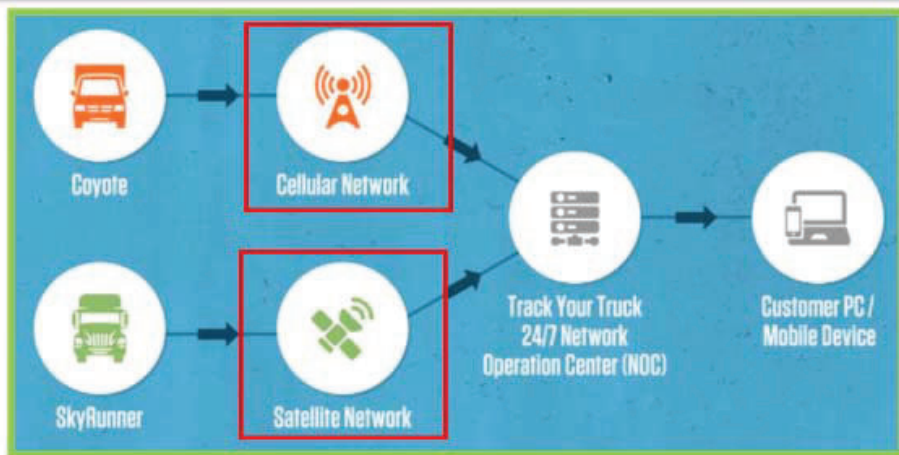 Coyote
Cellular Network
SkyRunner
Satellite Network
Track Your Truck
24/7 Network
Operation Center (NOC)
Customer PC /
Mobile Device